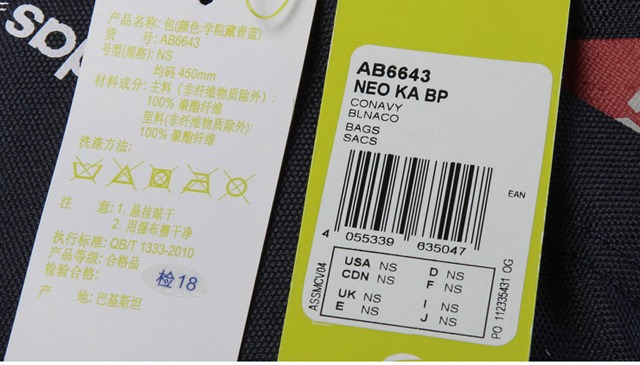 产品名称: 包(颜色:学院藏青蓝)
货 号: AB6643
号型(规格): NS
均码 450mm
材料成分: 主料 (非纤维物质除外):
100% 聚酯纤维
里料(非纤维物质除外):
100% 聚酯纤维
洗涤方法:
注 意: 1. 悬挂晾干
2. 用湿布擦干净
执行标准: QB/T 1333-2010
产品等级: 合格品
检验合格: 检18
产 地: 巴基斯坦
AB6643
NEO KA BP
CONAVY
BLNACO
BAGS
SACS
EAN
4 055339 635047
USA NS D NS
CDN NS F NS
UK NS I NS
E NS J NS
ASSMCV04
PO 112335431 OG